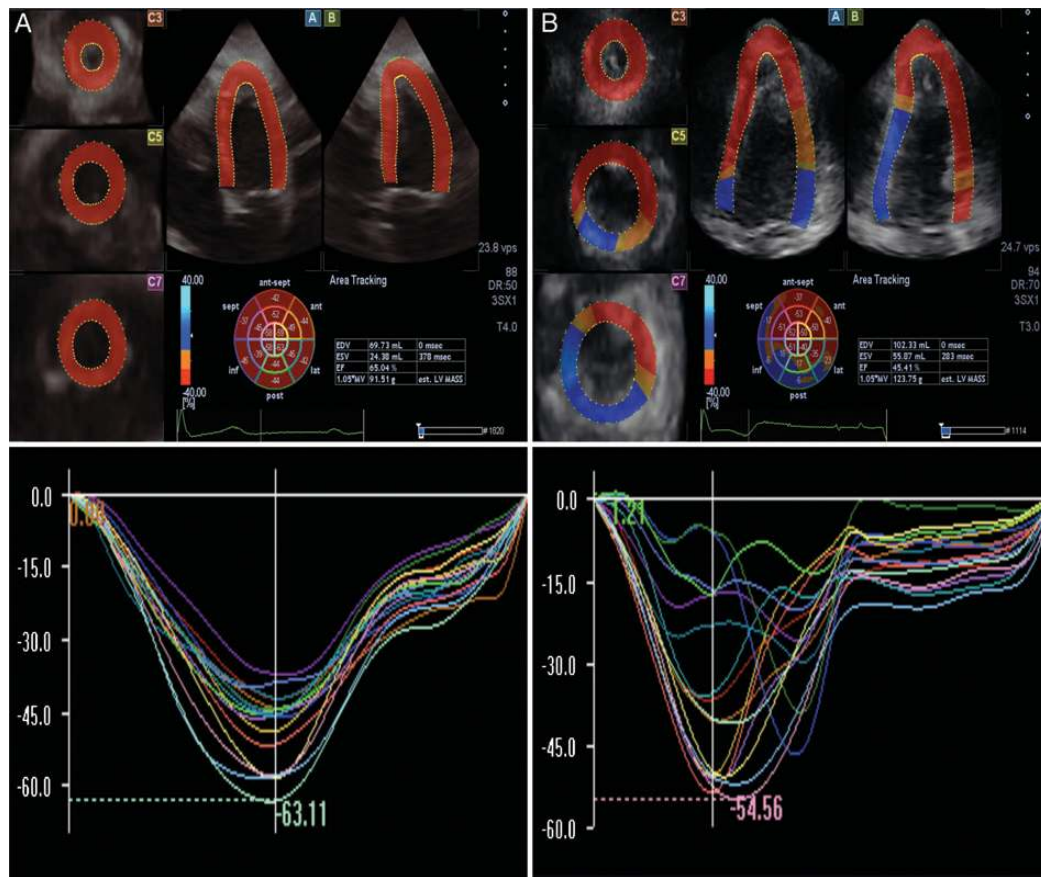 A
C3
A
B
C5
23.8 vps
88
DR:50
3SX1
T4.0
C7
40.00
-40.00
[%]
Area Tracking
ant-sept
sept
ant
inf
lat
post
EDV 69.73 mL 0 msec
ESV 24.38 mL 378 msec
EF 65.04 %
1.05*MV 91.51 g est. LV MASS
# 1820
B
C3
A
B
C5
24.7 vps
94
DR:70
3SX1
T3.0
C7
40.00
-40.00
[%]
Area Tracking
ant-sept
sept
ant
inf
lat
post
EDV 102.33 mL 0 msec
ESV 55.87 mL 283 msec
EF 45.41 %
1.05*MV 123.75 g est. LV MASS
# 1114
0.0
-15.0
-30.0
-45.0
-60.0
-63.11
0.0
-15.0
-30.0
-45.0
-60.0
1.21
-54.56